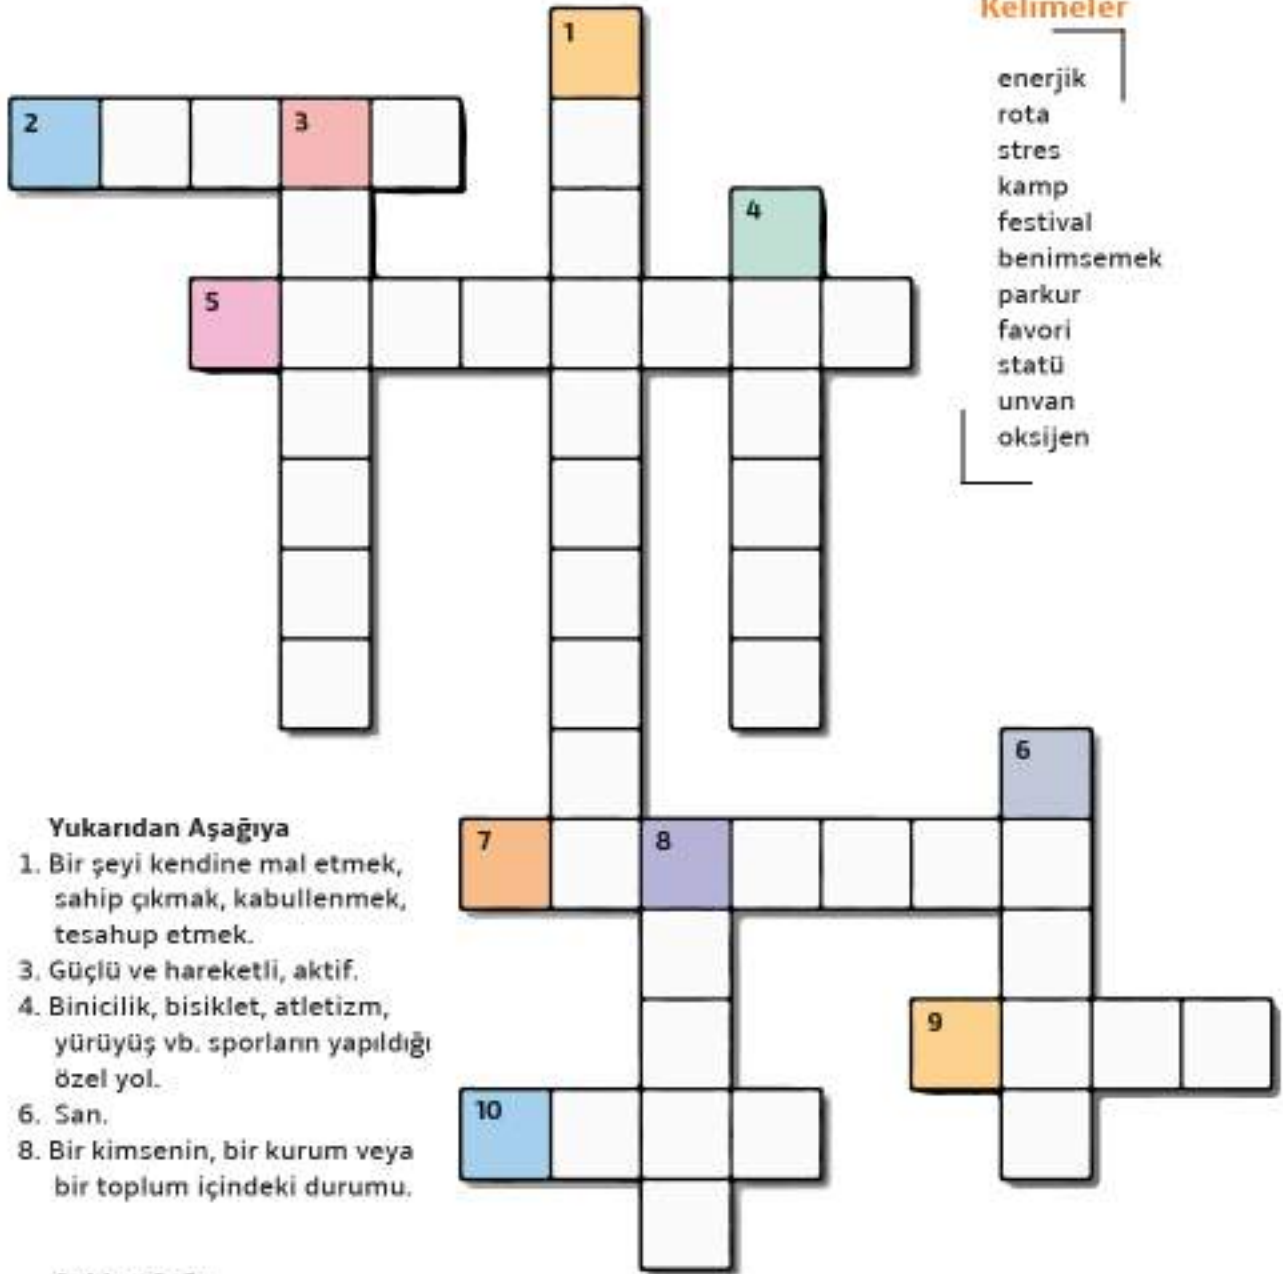 Kelimeler
enerjik
rota
stres
kamp
festival
benimsemek
parkur
favori
statü
unvan
oksijen
1
2
3
4
5
6
7
8
9
10
Yukarıdan Aşağıya
1. Bir şeyi kendine mal etmek,
sahip çıkmak, kabullenmek,
tesahup etmek.
3. Güçlü ve hareketli, aktif.
4. Binicilik, bisiklet, atletizm,
yürüyüş vb. sporların yapıldığı
özel yol.
6. San.
8. Bir kimsenin, bir kurum veya
bir toplum içindeki durumu.